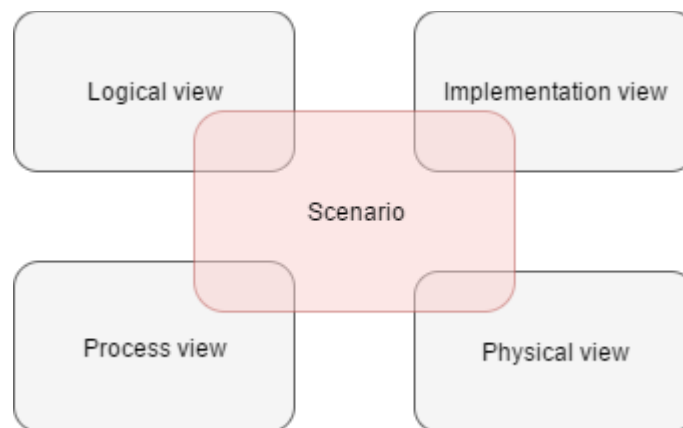 Logical view
Implementation view
Scenario
Process view
Physical view